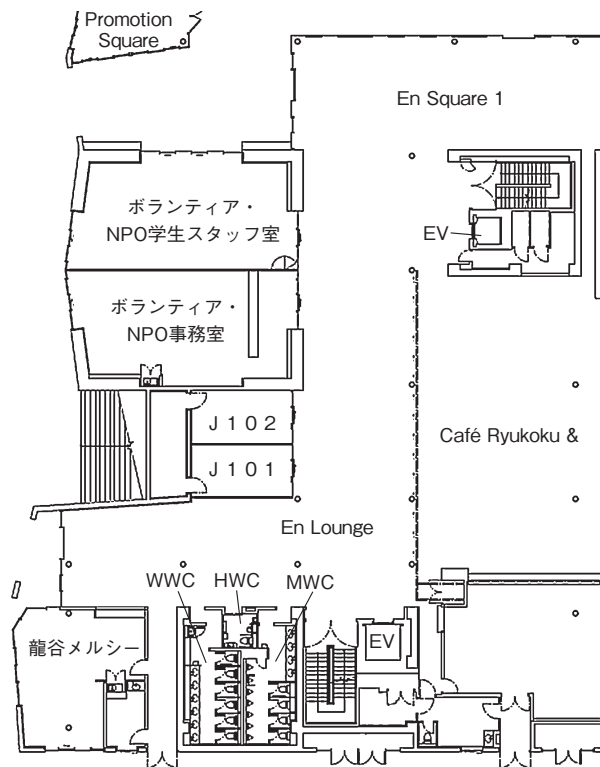 Promotion
Square
En Square 1
ボランティア・
NPO学生スタッフ室
EV
ボランティア・
NPO事務室
J102
Café Ryukoku &
J101
En Lounge
WWC
HWC
MWC
龍谷メルシー
EV